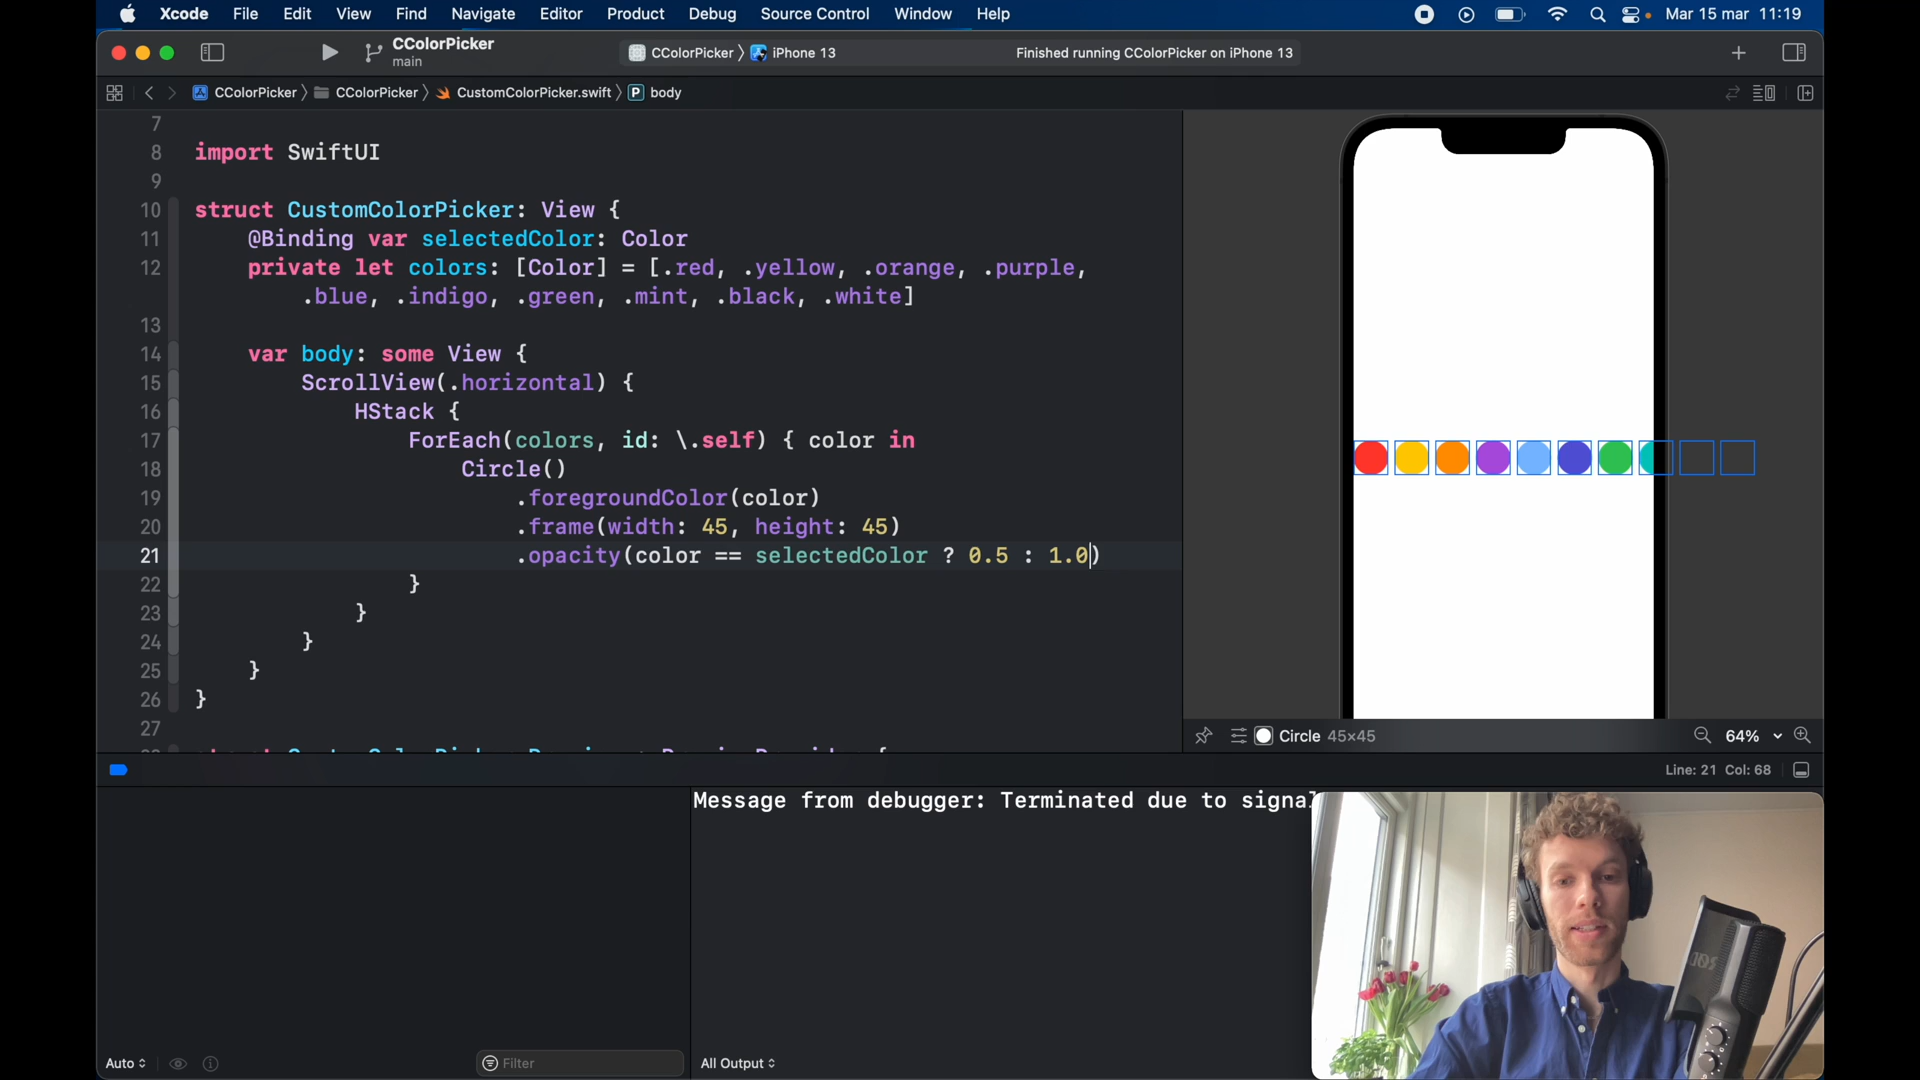 Xcode File Edit View Find Navigate Editor Product Debug Source Control Window Help Mar 15 mar 11:19
CColorPicker
main
CColorPicker iPhone 13 Finished running CColorPicker on iPhone 13
CColorPicker CColorPicker CustomColorPicker.swift P body
7
8 import SwiftUI
9
10 struct CustomColorPicker: View {
11 @Binding var selectedColor: Color
12 private let colors: [Color] = [.red, .yellow, .orange, .purple,
.blue, .indigo, .green, .mint, .black, .white]
13
14 var body: some View {
15 ScrollView(.horizontal) {
16 HStack {
17 ForEach(colors, id: \.self) { color in
18 Circle()
19 .foregroundColor(color)
20 .frame(width: 45, height: 45)
21 .opacity(color == selectedColor ? 0.5 : 1.0)
22 }
23 }
24 }
25 }
26 }
27
Circle 45×45 64%
Line: 21 Col: 68
Message from debugger: Terminated due to signal
Auto Filter All Output